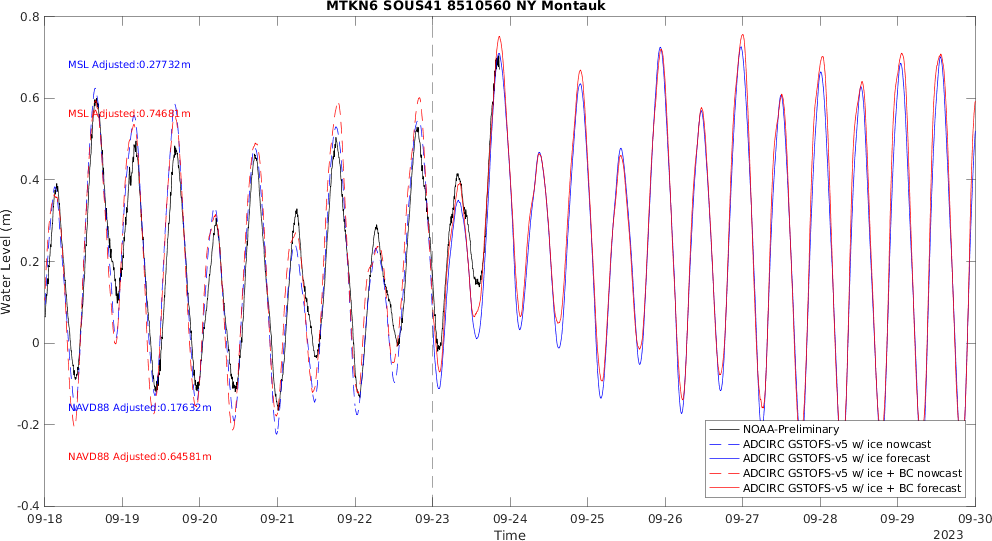 MTKN6 SOUS41 8510560 NY Montauk
0.8
0.6
0.4
0.2
0
-0.2
-0.4
Water Level (m)
MSL Adjusted:0.27732m
MSL Adjusted:0.74681m
NAVD88 Adjusted:0.17632m
NAVD88 Adjusted:0.64581m
NOAA-Preliminary
ADCIRC GSTOFS-v5 w/ ice nowcast
ADCIRC GSTOFS-v5 w/ ice forecast
ADCIRC GSTOFS-v5 w/ ice + BC nowcast
ADCIRC GSTOFS-v5 w/ ice + BC forecast
09-18 09-19 09-20 09-21 09-22 09-23 09-24 09-25 09-26 09-27 09-28 09-29 09-30
Time
2023